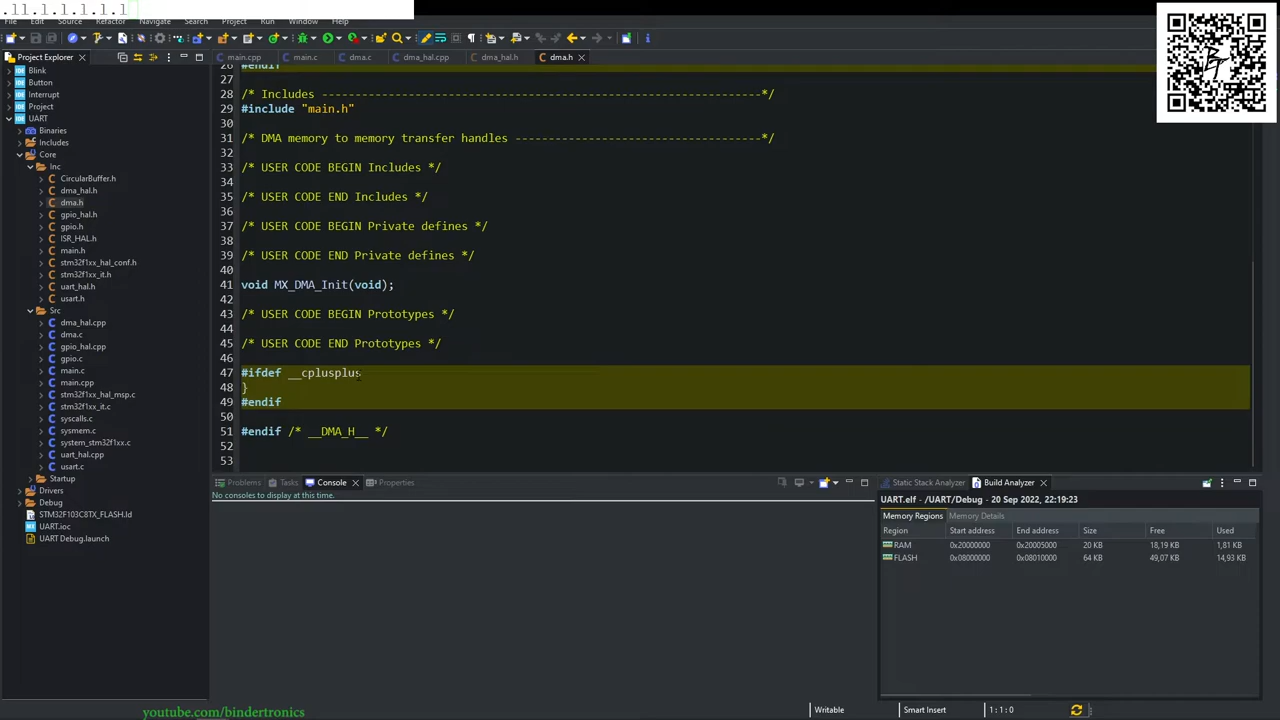 .ll.l.l.l.l.l
File Edit Source Refactor Navigate Search Project Run Window Help
Project Explorer
main.cpp main.c dma.c dma_hal.cpp dma_hal.h dma.h
Blink
Button
Interrupt
Project
UART
Binaries
Includes
Core
Inc
CircularBuffer.h
dma_hal.h
dma.h
gpio_hal.h
gpio.h
ISR_HAL.h
main.h
stm32f1xx_hal_conf.h
stm32f1xx_it.h
uart_hal.h
usart.h
Src
dma_hal.cpp
dma.c
gpio_hal.cpp
gpio.c
main.c
main.cpp
stm32f1xx_hal_msp.c
stm32f1xx_it.c
syscalls.c
sysmem.c
system_stm32f1xx.c
uart_hal.cpp
usart.c
Startup
Drivers
Debug
STM32F103C8TX_FLASH.ld
UART.ioc
UART Debug.launch
26 #endif
27
28 /* Includes ------------------------------------------------------------------*/
29 #include "main.h"
30
31 /* DMA memory to memory transfer handles -------------------------------------*/
32
33 /* USER CODE BEGIN Includes */
34
35 /* USER CODE END Includes */
36
37 /* USER CODE BEGIN Private defines */
38
39 /* USER CODE END Private defines */
40
41 void MX_DMA_Init(void);
42
43 /* USER CODE BEGIN Prototypes */
44
45 /* USER CODE END Prototypes */
46
47 #ifdef __cplusplus
48 }
49 #endif
50
51 #endif /* __DMA_H__ */
52
53
Problems Tasks Console Properties
No consoles to display at this time.
Static Stack Analyzer Build Analyzer
UART.elf - /UART/Debug - 20 Sep 2022, 22:19:23
Memory Regions Memory Details
Region Start address End address Size Free Used
RAM 0x20000000 0x20005000 20 KB 18,19 KB 1,81 KB
FLASH 0x08000000 0x08010000 64 KB 49,07 KB 14,93 KB
youtube.com/bindertronics
Writable Smart Insert 1 : 1 : 0